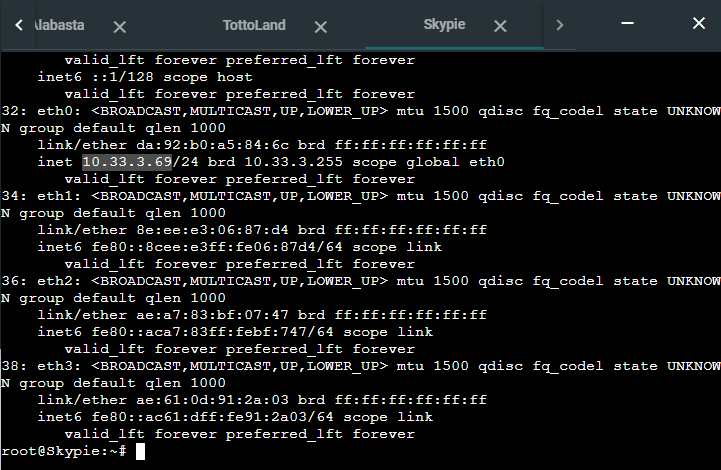 Alabasta TottoLand Skypie
valid_lft forever preferred_lft forever
inet6 ::1/128 scope host
valid_lft forever preferred_lft forever
32: eth0: <BROADCAST,MULTICAST,UP,LOWER_UP> mtu 1500 qdisc fq_codel state UNKNOW
N group default qlen 1000
link/ether da:92:b0:a5:84:6c brd ff:ff:ff:ff:ff:ff
inet 10.33.3.69/24 brd 10.33.3.255 scope global eth0
valid_lft forever preferred_lft forever
34: eth1: <BROADCAST,MULTICAST,UP,LOWER_UP> mtu 1500 qdisc fq_codel state UNKNOW
N group default qlen 1000
link/ether 8e:ee:e3:06:87:d4 brd ff:ff:ff:ff:ff:ff
inet6 fe80::8cee:e3ff:fe06:87d4/64 scope link
valid_lft forever preferred_lft forever
36: eth2: <BROADCAST,MULTICAST,UP,LOWER_UP> mtu 1500 qdisc fq_codel state UNKNOW
N group default qlen 1000
link/ether ae:a7:83:bf:07:47 brd ff:ff:ff:ff:ff:ff
inet6 fe80::aca7:83ff:febf:747/64 scope link
valid_lft forever preferred_lft forever
38: eth3: <BROADCAST,MULTICAST,UP,LOWER_UP> mtu 1500 qdisc fq_codel state UNKNOW
N group default qlen 1000
link/ether ae:61:0d:91:2a:03 brd ff:ff:ff:ff:ff:ff
inet6 fe80::ac61:dff:fe91:2a03/64 scope link
valid_lft forever preferred_lft forever
root@Skypie:~#